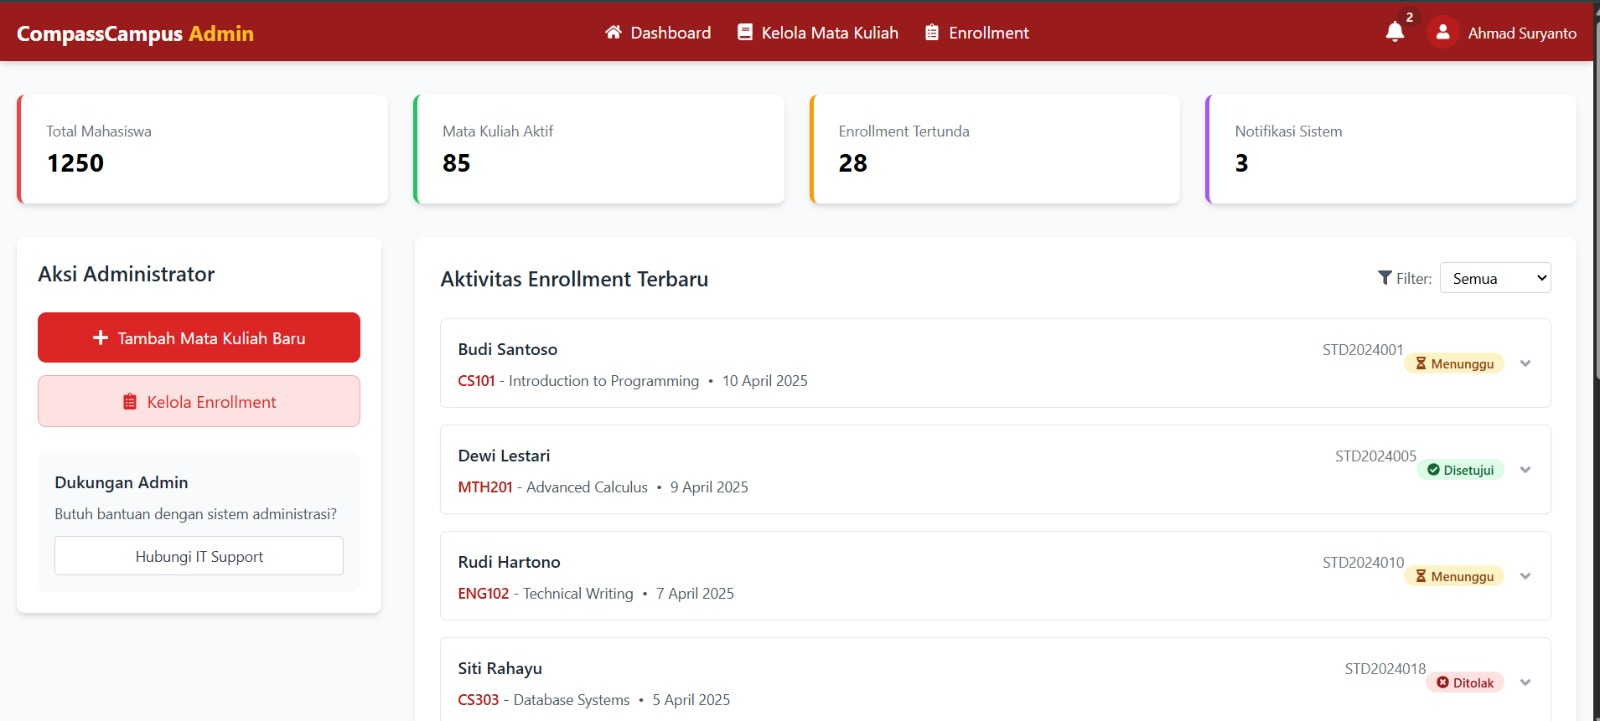 CompassCampus Admin
Dashboard
Kelola Mata Kuliah
Enrollment
2
Ahmad Suryanto
Total Mahasiswa
1250
Mata Kuliah Aktif
85
Enrollment Tertunda
28
Notifikasi Sistem
3
Aksi Administrator
Tambah Mata Kuliah Baru
Kelola Enrollment
Dukungan Admin
Butuh bantuan dengan sistem administrasi?
Hubungi IT Support
Aktivitas Enrollment Terbaru
Filter: Semua
Budi Santoso STD2024001
Menunggu
CS101 - Introduction to Programming • 10 April 2025
Dewi Lestari STD2024005
Disetujui
MTH201 - Advanced Calculus • 9 April 2025
Rudi Hartono STD2024010
Menunggu
ENG102 - Technical Writing • 7 April 2025
Siti Rahayu STD2024018
Ditolak
CS303 - Database Systems • 5 April 2025